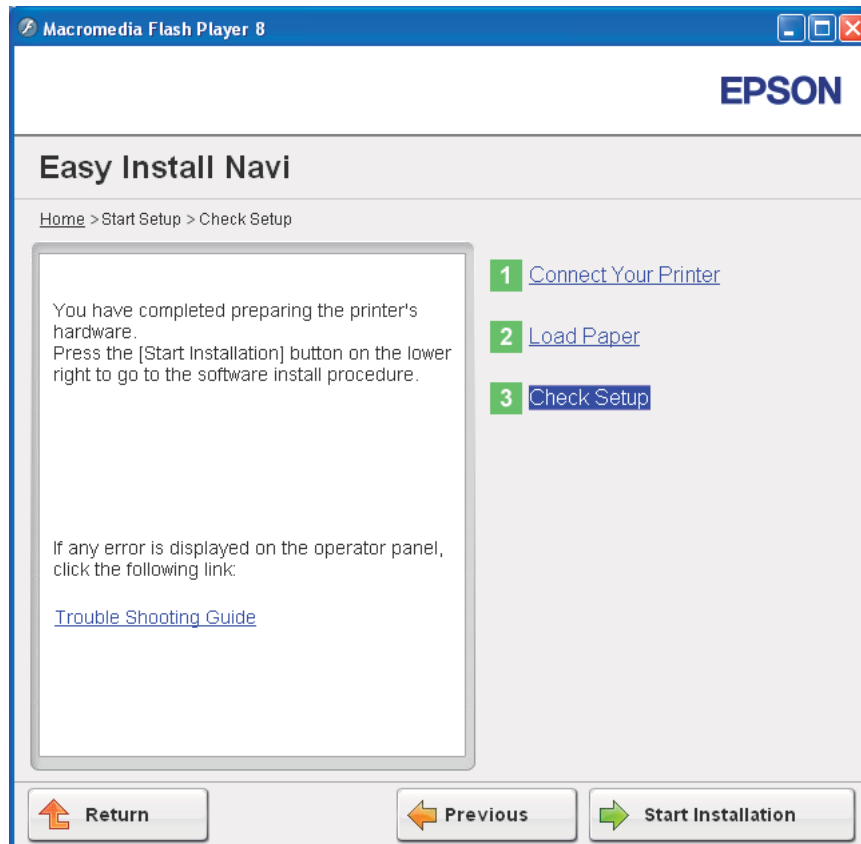 Macromedia Flash Player 8
EPSON
Easy Install Navi
Home > Start Setup > Check Setup
You have completed preparing the printer's
hardware.
Press the [Start Installation] button on the lower
right to go to the software install procedure.
If any error is displayed on the operator panel,
click the following link:
Trouble Shooting Guide
1 Connect Your Printer
2 Load Paper
3 Check Setup
Return
Previous
Start Installation